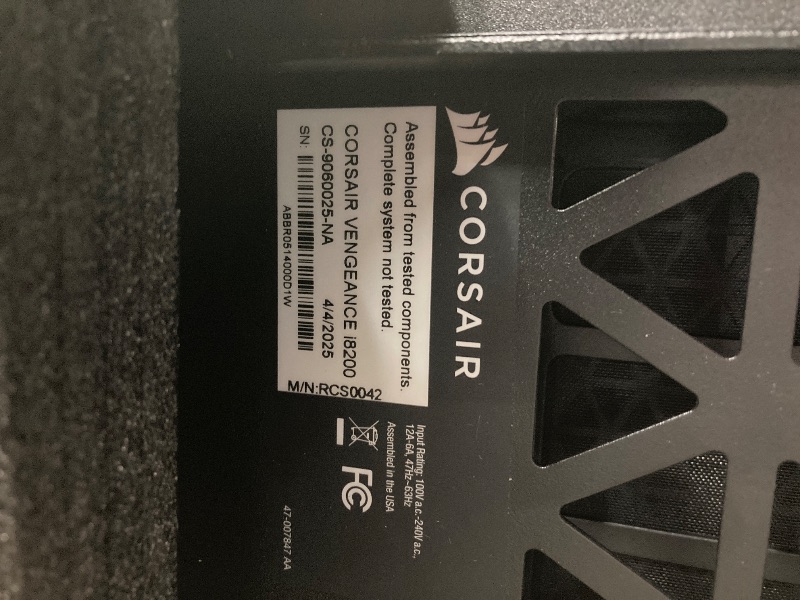 CORSAIR
Assembled from tested components.
Complete system not tested.
CORSAIR VENGEANCE i8200
CS-9060025-NA 4/4/2025
SN:
ABBR0514000D1W
M/N:RCS0042
Input Rating: 100V a.c.-240V a.c.,
12A-6A, 47Hz-63Hz
Assembled in the USA
FC
47-007847 AA